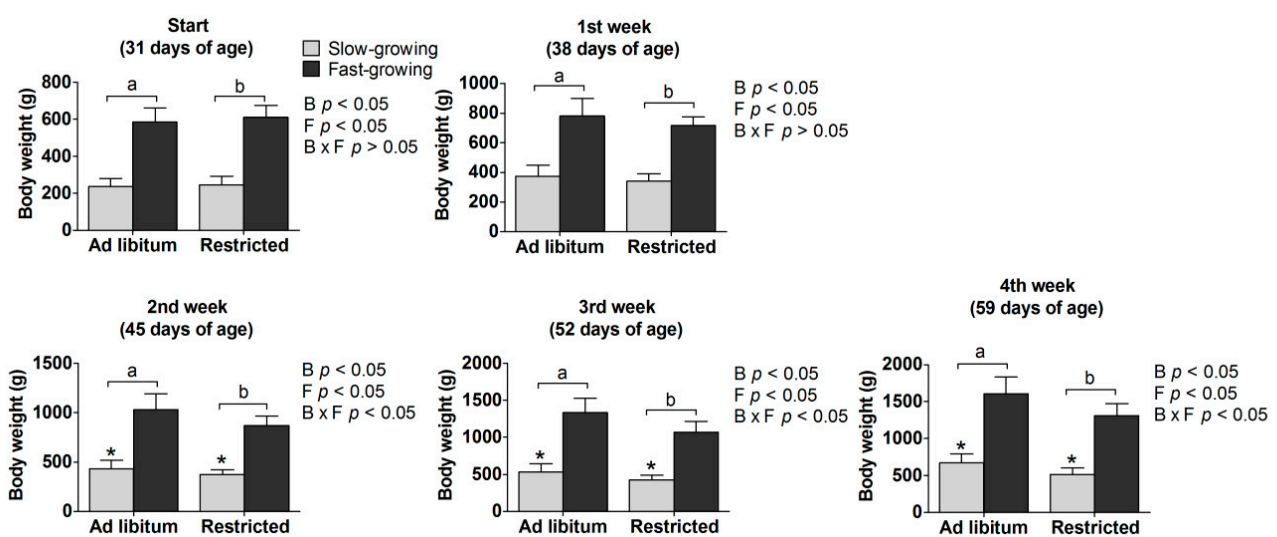 Start
(31 days of age)
Slow-growing
Fast-growing
Body weight (g)
800
600
400
200
0
a
b
B p < 0.05
F p < 0.05
B x F p > 0.05
Ad libitum
Restricted
1st week
(38 days of age)
Body weight (g)
1000
800
600
400
200
0
a
b
B p < 0.05
F p < 0.05
B x F p > 0.05
Ad libitum
Restricted
2nd week
(45 days of age)
Body weight (g)
1500
1000
500
0
a
b
*
*
B p < 0.05
F p < 0.05
B x F p < 0.05
Ad libitum
Restricted
3rd week
(52 days of age)
Body weight (g)
2000
1500
1000
500
0
a
b
*
*
B p < 0.05
F p < 0.05
B x F p < 0.05
Ad libitum
Restricted
4th week
(59 days of age)
Body weight (g)
2000
1500
1000
500
0
a
b
*
*
B p < 0.05
F p < 0.05
B x F p < 0.05
Ad libitum
Restricted